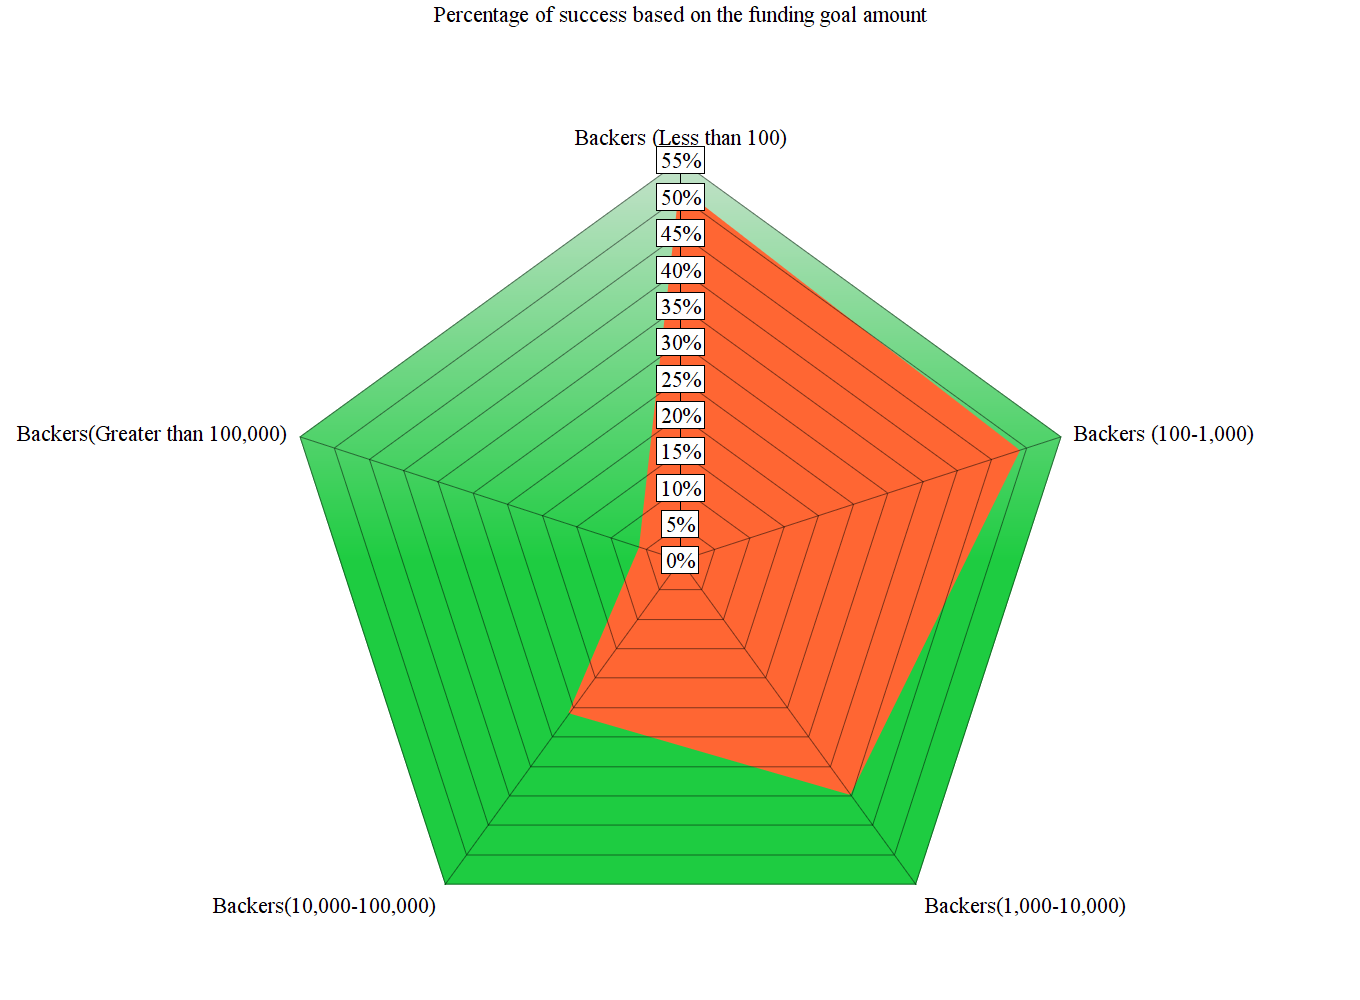 Percentage of success based on the funding goal amount
Backers (Less than 100)
55%
50%
45%
40%
35%
30%
25%
20%
15%
10%
5%
0%
Backers(Greater than 100,000)
Backers (100-1,000)
Backers(10,000-100,000)
Backers(1,000-10,000)